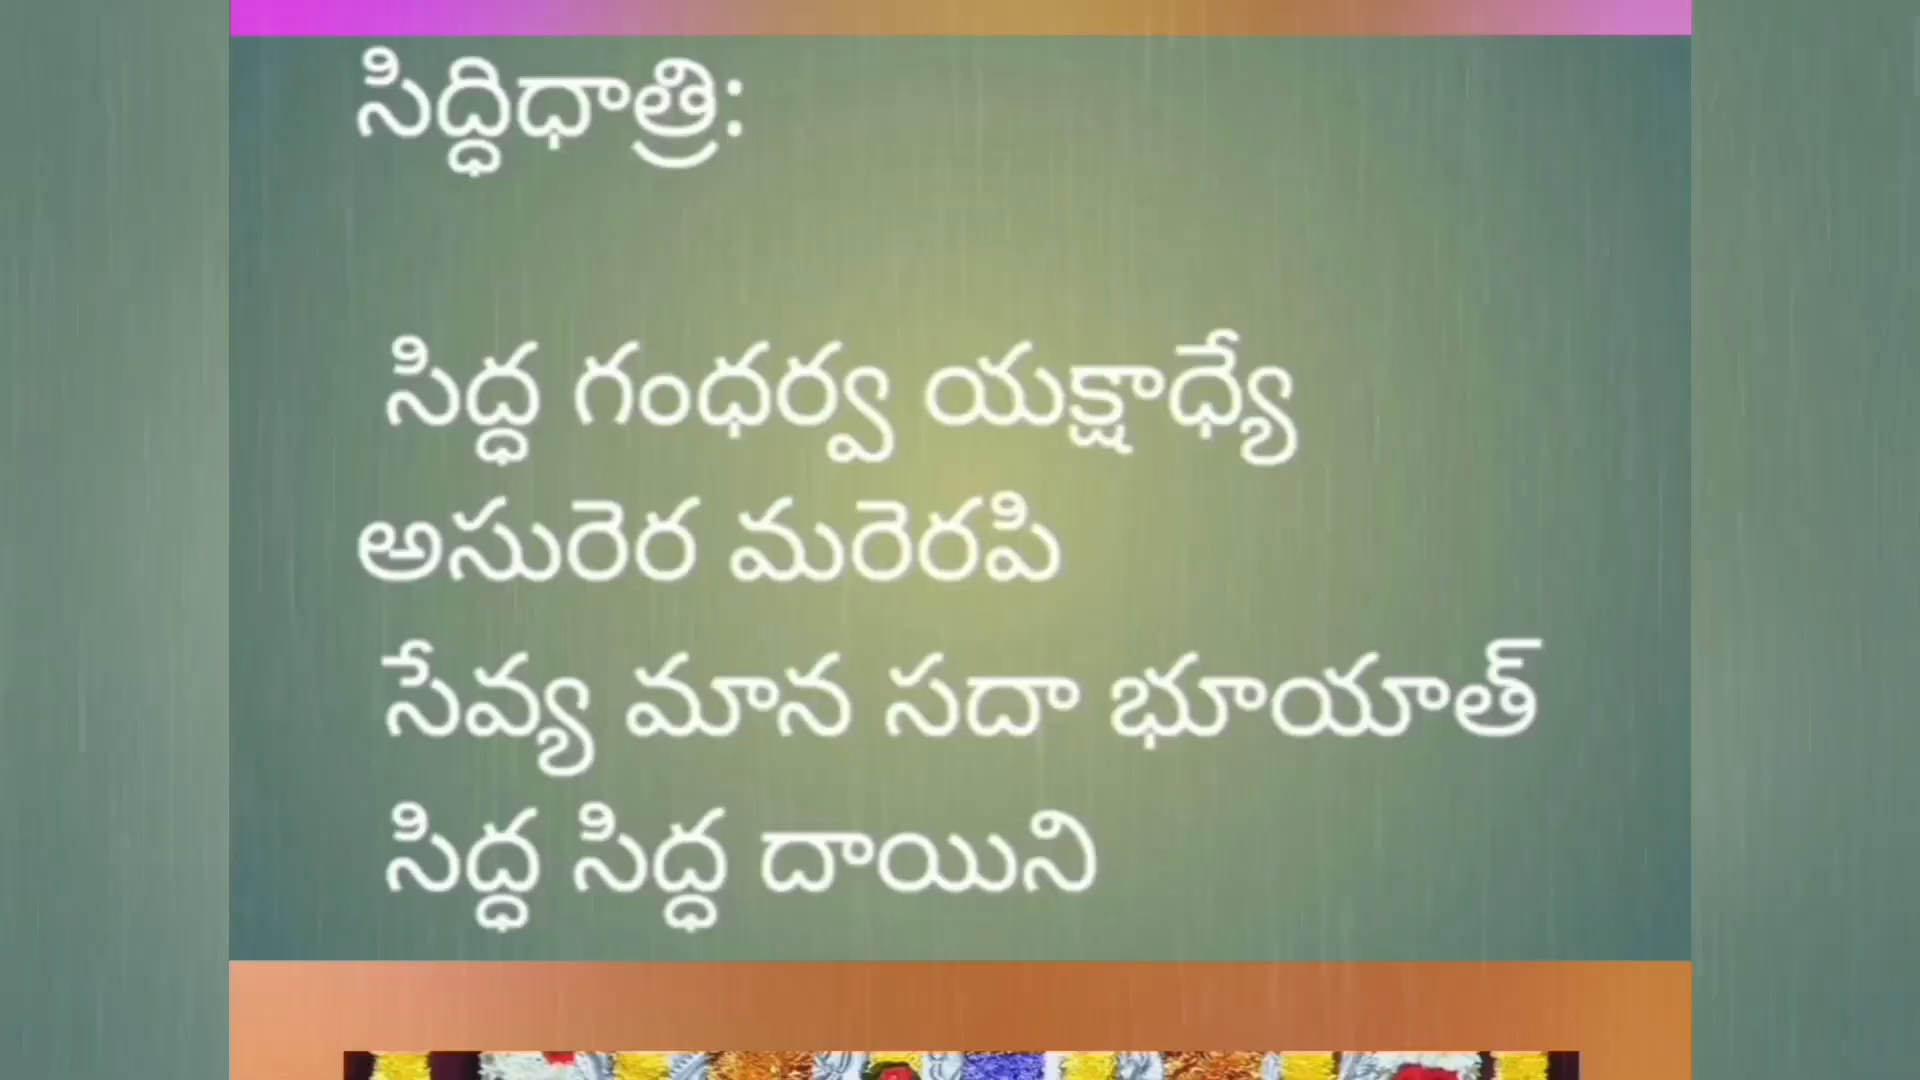 సిద్ధిధాత్రి:
సిద్ధ గంధర్వ యక్షాధ్యే
అసురెర మరెరపి
సేవ్య మాన సదా భూయాత్
సిద్ధ సిద్ధ దాయిని